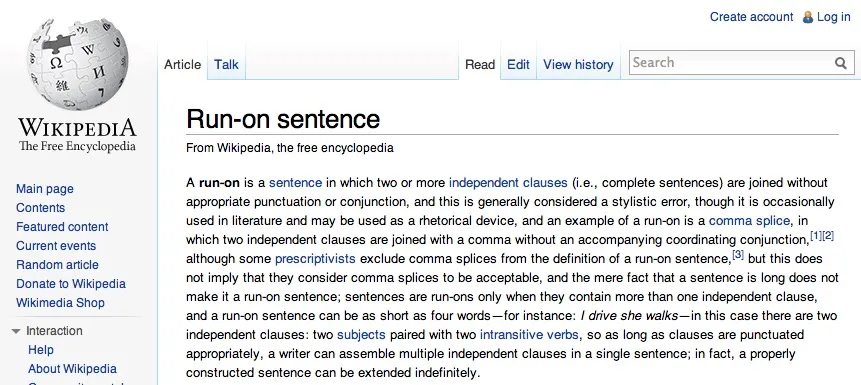 Create account Log in
Article Talk Read Edit View history Search
WIKIPEDIA
The Free Encyclopedia
Main page
Contents
Featured content
Current events
Random article
Donate to Wikipedia
Wikimedia Shop
Interaction
Help
About Wikipedia
Run-on sentence
From Wikipedia, the free encyclopedia
A run-on is a sentence in which two or more independent clauses (i.e., complete sentences) are joined without
appropriate punctuation or conjunction, and this is generally considered a stylistic error, though it is occasionally
used in literature and may be used as a rhetorical device, and an example of a run-on is a comma splice, in
which two independent clauses are joined with a comma without an accompanying coordinating conjunction,[1][2]
although some prescriptivists exclude comma splices from the definition of a run-on sentence,[3] but this does
not imply that they consider comma splices to be acceptable, and the mere fact that a sentence is long does not
make it a run-on sentence; sentences are run-ons only when they contain more than one independent clause,
and a run-on sentence can be as short as four words—for instance: I drive she walks—in this case there are two
independent clauses: two subjects paired with two intransitive verbs, so as long as clauses are punctuated
appropriately, a writer can assemble multiple independent clauses in a single sentence; in fact, a properly
constructed sentence can be extended indefinitely.